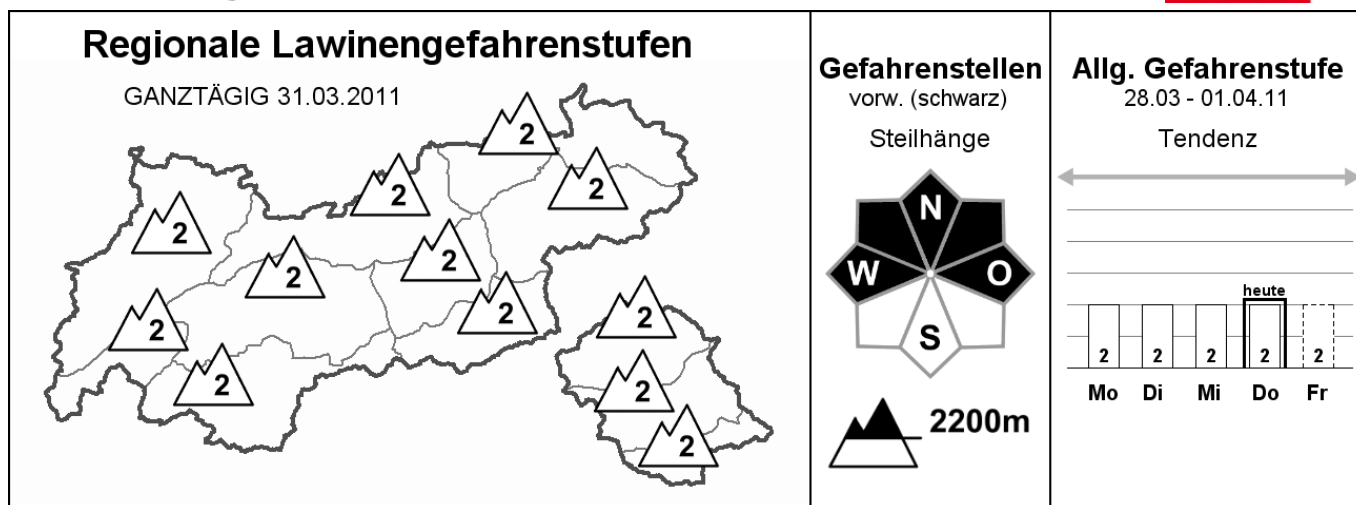 Regionale Lawinengefahrenstufen
GANZTÄGIG 31.03.2011
2
2
2
2
2
2
2
2
2
2
2
2
2
Gefahrenstellen
vorw. (schwarz)
Steilhänge
N
W O
S
2200m
Allg. Gefahrenstufe
28.03 - 01.04.11
Tendenz
heute
2 2 2 2 2
Mo Di Mi Do Fr